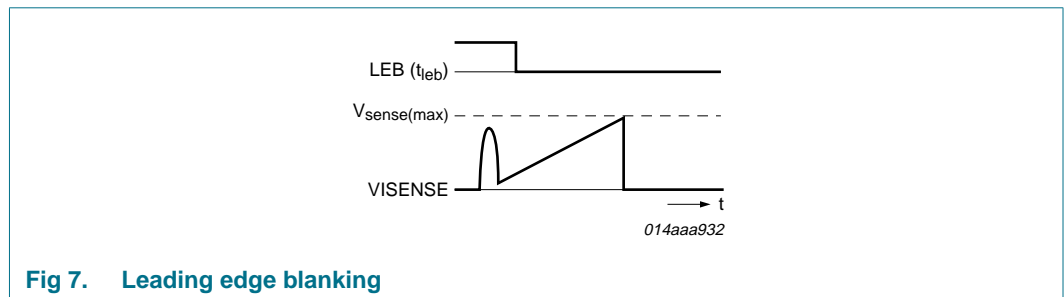 LEB (tleb)
Vsense(max)
VISENSE
t
014aaa932
Fig 7. Leading edge blanking